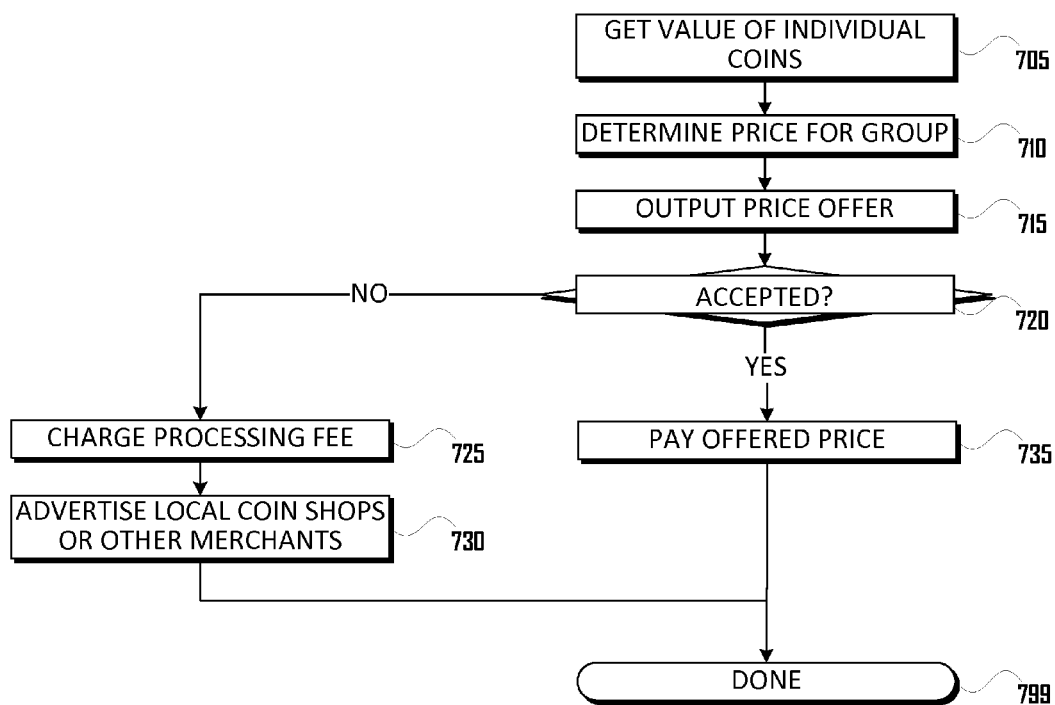 GET VALUE OF INDIVIDUAL
COINS
705
DETERMINE PRICE FOR GROUP
710
OUTPUT PRICE OFFER
715
ACCEPTED?
720
NO
YES
CHARGE PROCESSING FEE
725
PAY OFFERED PRICE
735
ADVERTISE LOCAL COIN SHOPS
OR OTHER MERCHANTS
730
DONE
799